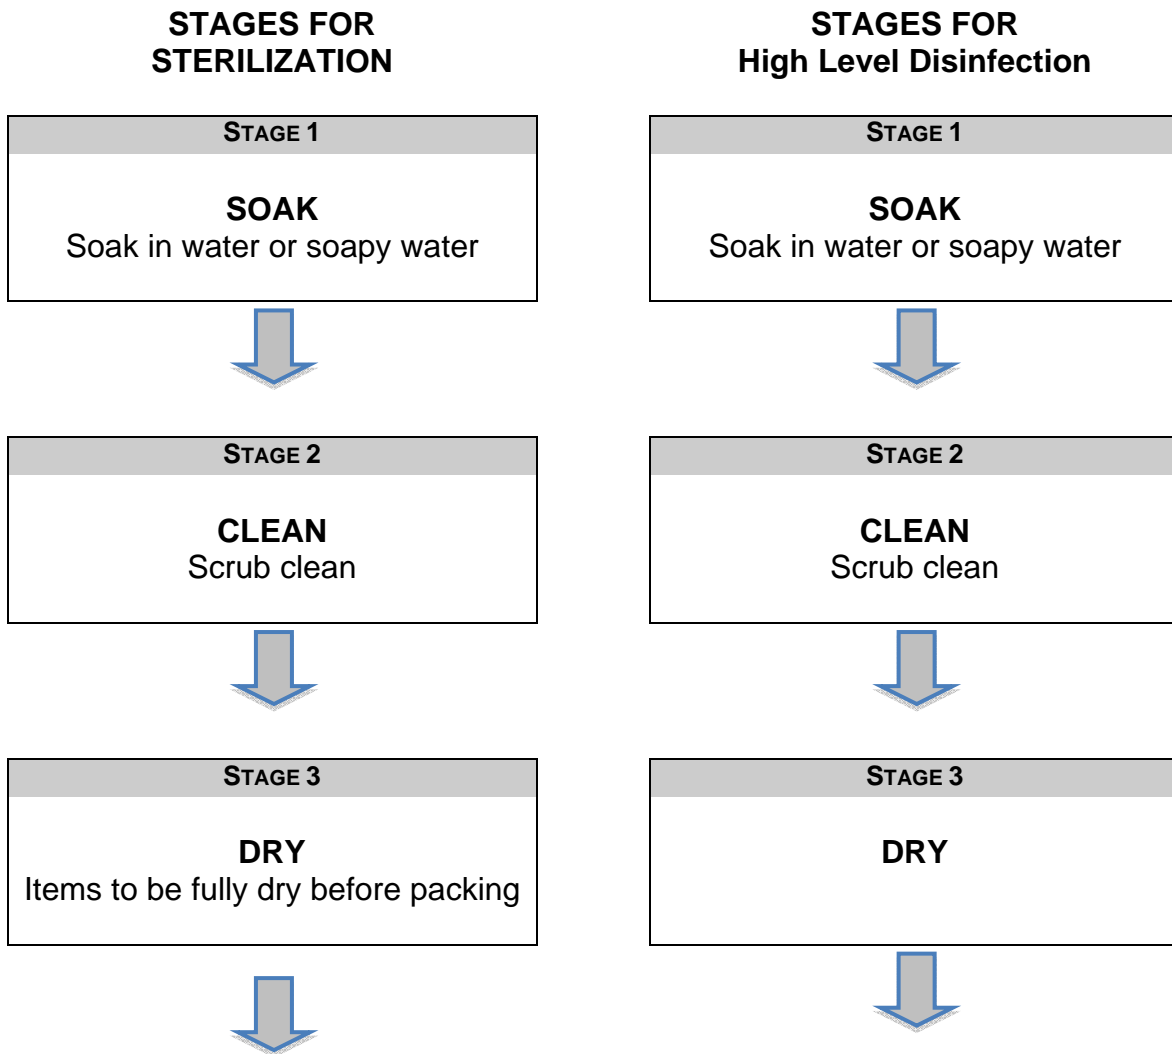 STAGES FOR
STERILIZATION
STAGE 1
SOAK
Soak in water or soapy water
STAGE 2
CLEAN
Scrub clean
STAGE 3
DRY
Items to be fully dry before packing
STAGES FOR
High Level Disinfection
STAGE 1
SOAK
Soak in water or soapy water
STAGE 2
CLEAN
Scrub clean
STAGE 3
DRY